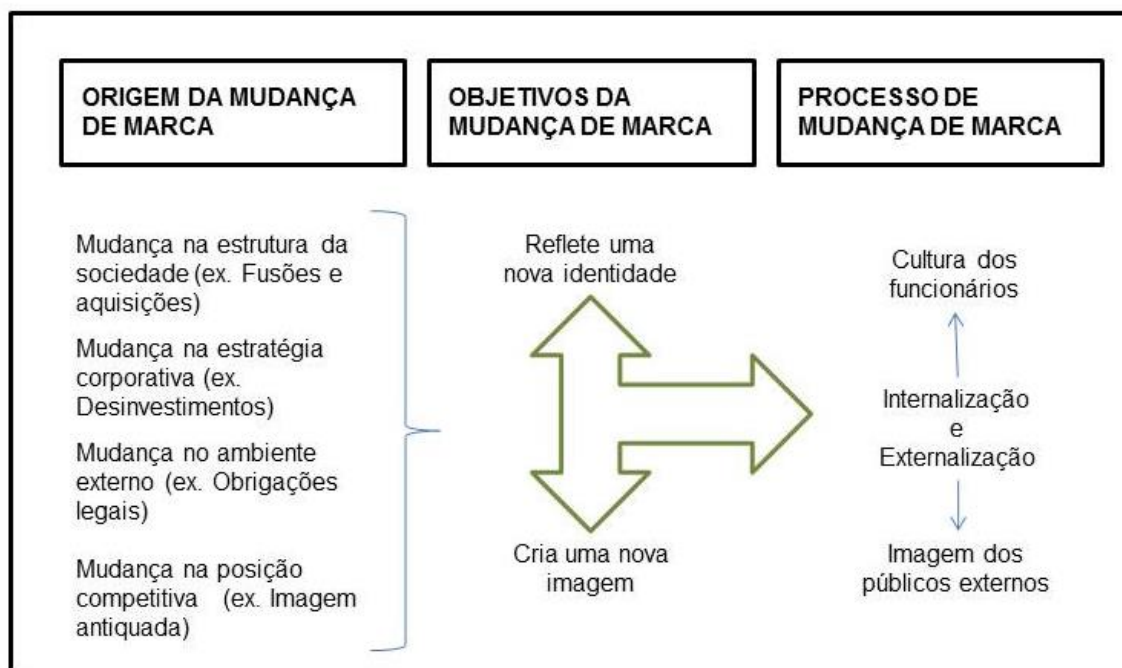 ORIGEM DA MUDANÇA
DE MARCA
OBJETIVOS DA
MUDANÇA DE MARCA
PROCESSO DE
MUDANÇA DE MARCA
Mudança na estrutura da
sociedade (ex. Fusões e
aquisições)
Mudança na estratégia
corporativa (ex.
Desinvestimentos)
Mudança no ambiente
externo (ex. Obrigações
legais)
Mudança na posição
competitiva (ex. Imagem
antiquada)
Reflete uma
nova identidade
Cria uma nova
imagem
Cultura dos
funcionários
Internalização
e
Externalização
Imagem dos
públicos externos